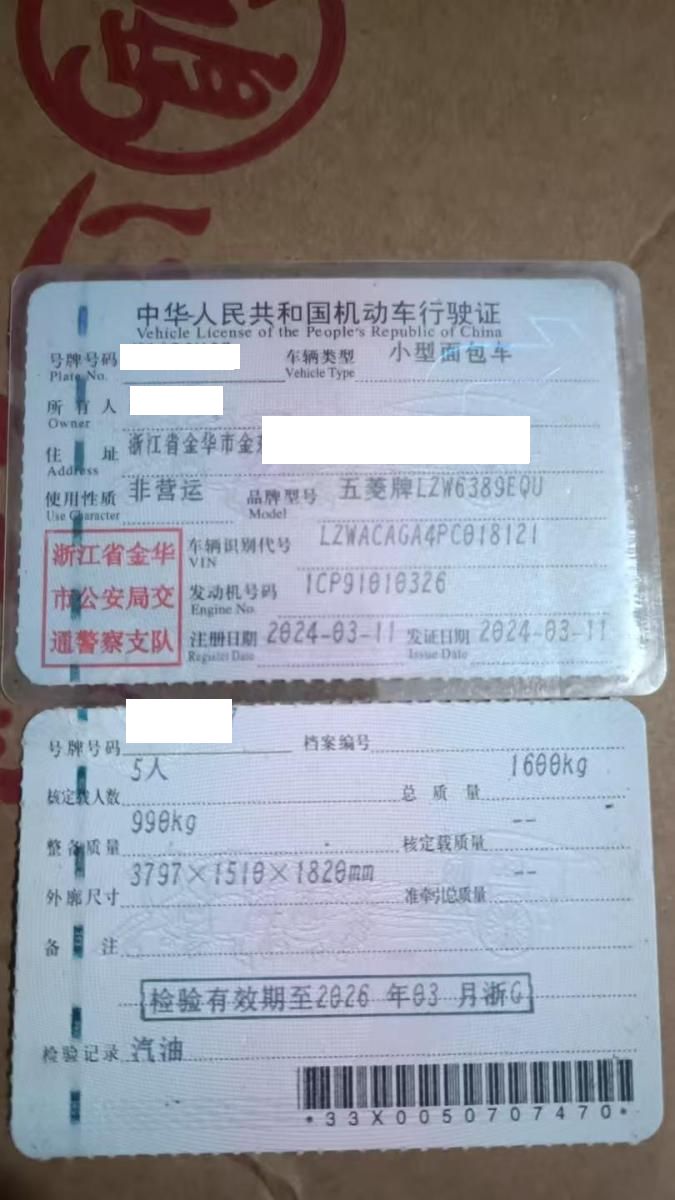 中华人民共和国机动车行驶证
Vehicle License of the People's Republic of China
号牌号码 车辆类型 小型面包车
Plate No. Vehicle Type
所有人
Owner
住址 浙江省金华市金
Address
使用性质 非营运 品牌型号 五菱牌LZW6389EQU
Use Character Model
浙江省金华
市公安局交
通警察支队
车辆识别代号 LZWACAGA4PC018121
VIN
发动机号码 1CP91010326
Engine No.
注册日期 2024-03-11 发证日期 2024-03-11
Register Date Issue Date
号牌号码 档案编号
核定载人数 5人 总质量 1600kg
整备质量 990kg 核定载质量 --
外廓尺寸 3797×1510×1820mm 准牵引总质量 --
备注
检验有效期至2026年03月浙G
检验记录 汽油
*33X0050707470*